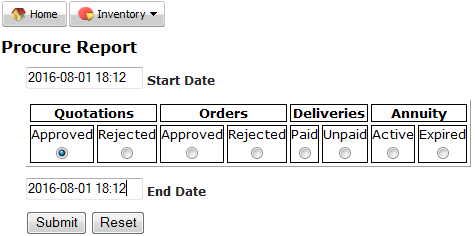 Home Inventory
Procure Report
2016-08-01 18:12 Start Date
Quotations Orders Deliveries Annuity
Approved Rejected Approved Rejected Paid Unpaid Active Expired
2016-08-01 18:12 End Date
Submit Reset